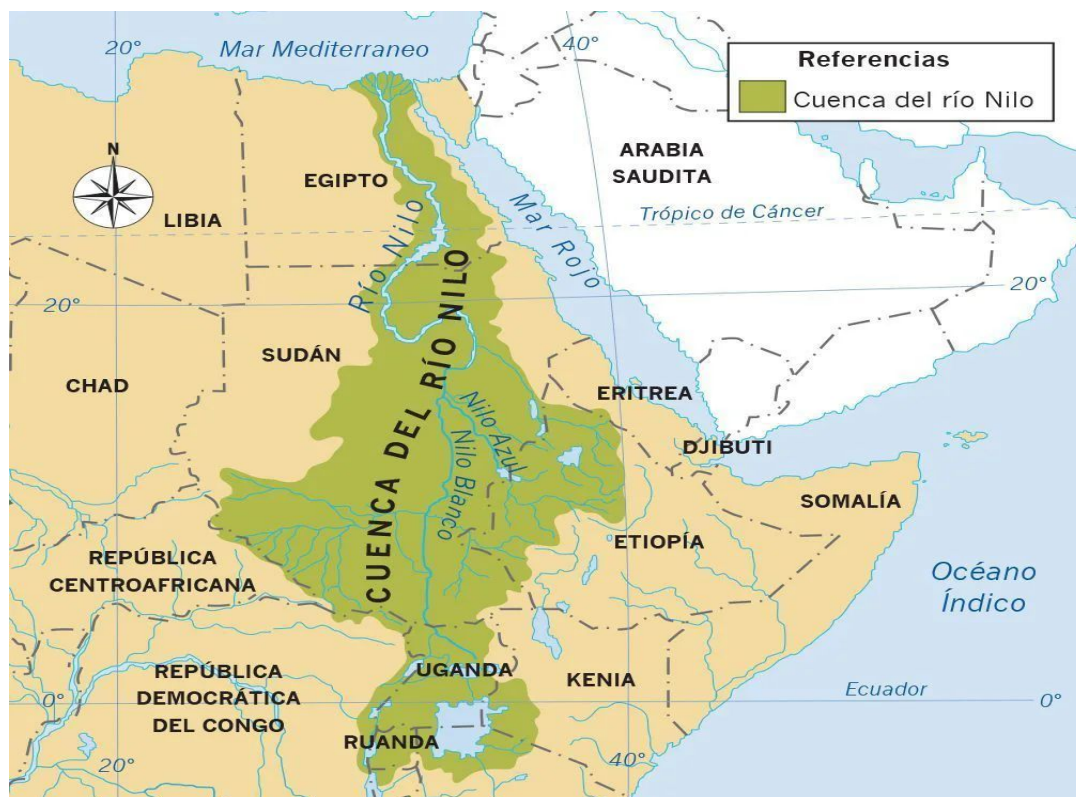 20°
Mar Mediterraneo
40°
Referencias
Cuenca del río Nilo
N
EGIPTO
ARABIA
SAUDITA
LIBIA
Río Nilo
Mar Rojo
Trópico de Cáncer
20°
20°
CUENCA DEL RÍO NILO
SUDÁN
CHAD
ERITREA
Nilo Azul
Nilo Blanco
DJIBUTI
SOMALÍA
ETIOPÍA
REPÚBLICA
CENTROAFRICANA
Océano
Índico
UGANDA
KENIA
REPÚBLICA
DEMOCRÁTICA
DEL CONGO
0°
Ecuador
0°
RUANDA
20°
40°